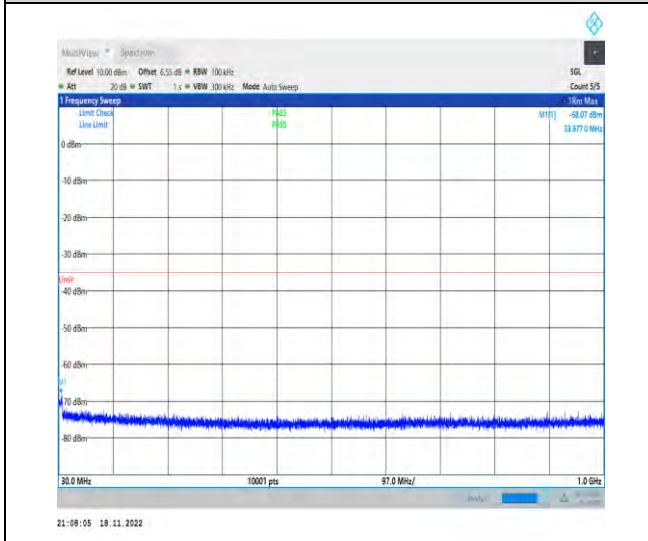 MultiView Spectrum
Ref Level 10.00 dBm Offset 6.55 dB RBW 100 kHz SGL
Att 20 dB SWT 1 s VBW 300 kHz Mode Auto Sweep Count 5/5
1 Frequency Sweep 1Rm Max
Limit Check PASS M1[1] -68.07 dBm
Line Limit PASS 33.9770 MHz
0 dBm
-10 dBm
-20 dBm
-30 dBm
Limit
-40 dBm
-50 dBm
-60 dBm
M1
-70 dBm
-80 dBm
30.0 MHz 10001 pts 97.0 MHz/ 1.0 GHz
21:08:05 18.11.2022